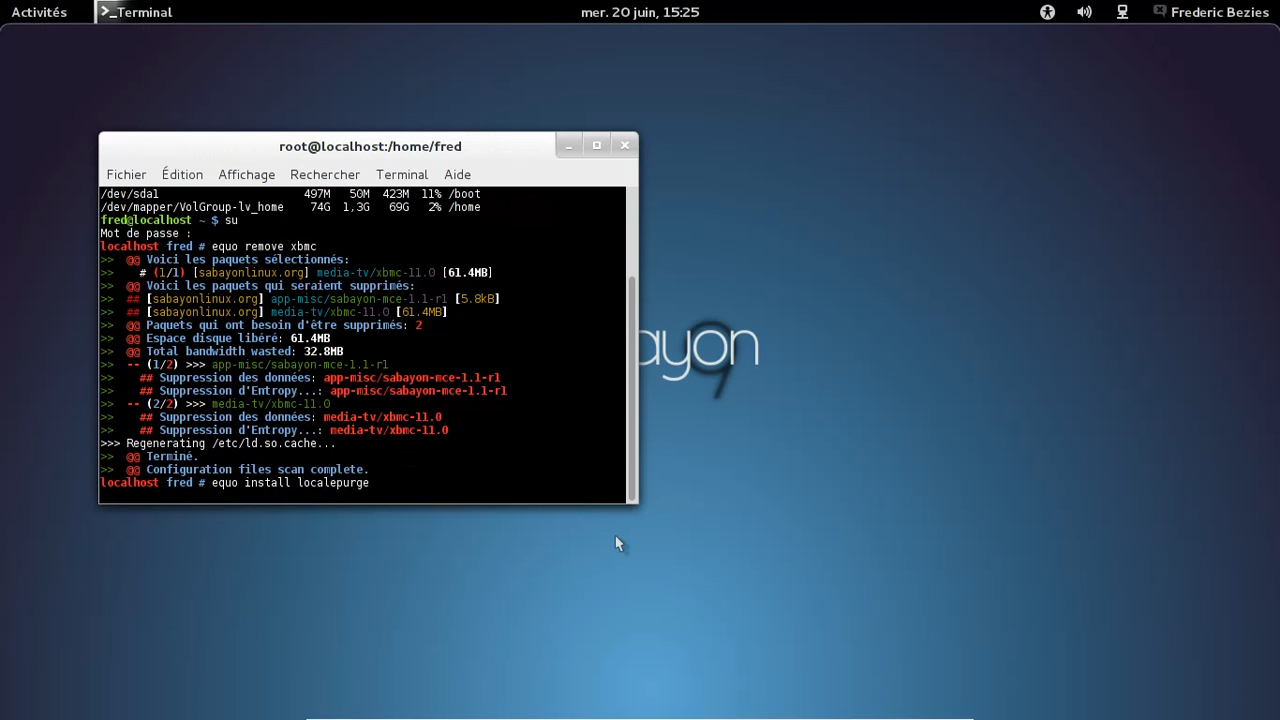 Activités
>_Terminal
mer. 20 juin, 15:25
Frederic Bezies
root@localhost:/home/fred
Fichier Édition Affichage Rechercher Terminal Aide
/dev/sda1 497M 50M 423M 11% /boot
/dev/mapper/VolGroup-lv_home 74G 1,3G 69G 2% /home
fred@localhost ~ $ su
Mot de passe :
localhost fred # equo remove xbmc
>> @@ Voici les paquets sélectionnés:
>> # (1/1) [sabayonlinux.org] media-tv/xbmc-11.0 [61.4MB]
>> @@ Voici les paquets qui seraient supprimés:
>> ## [sabayonlinux.org] app-misc/sabayon-mce-1.1-r1 [5.8kB]
>> ## [sabayonlinux.org] media-tv/xbmc-11.0 [61.4MB]
>> @@ Paquets qui ont besoin d'être supprimés: 2
>> @@ Espace disque libéré: 61.4MB
>> @@ Total bandwidth wasted: 32.8MB
>> -- (1/2) >>> app-misc/sabayon-mce-1.1-r1
>> ## Suppression des données: app-misc/sabayon-mce-1.1-r1
>> ## Suppression d'Entropy...: app-misc/sabayon-mce-1.1-r1
>> -- (2/2) >>> media-tv/xbmc-11.0
>> ## Suppression des données: media-tv/xbmc-11.0
>> ## Suppression d'Entropy...: media-tv/xbmc-11.0
>>> Regenerating /etc/ld.so.cache...
>> @@ Terminé.
>> @@ Configuration files scan complete.
localhost fred # equo install localepurge
ayon
9